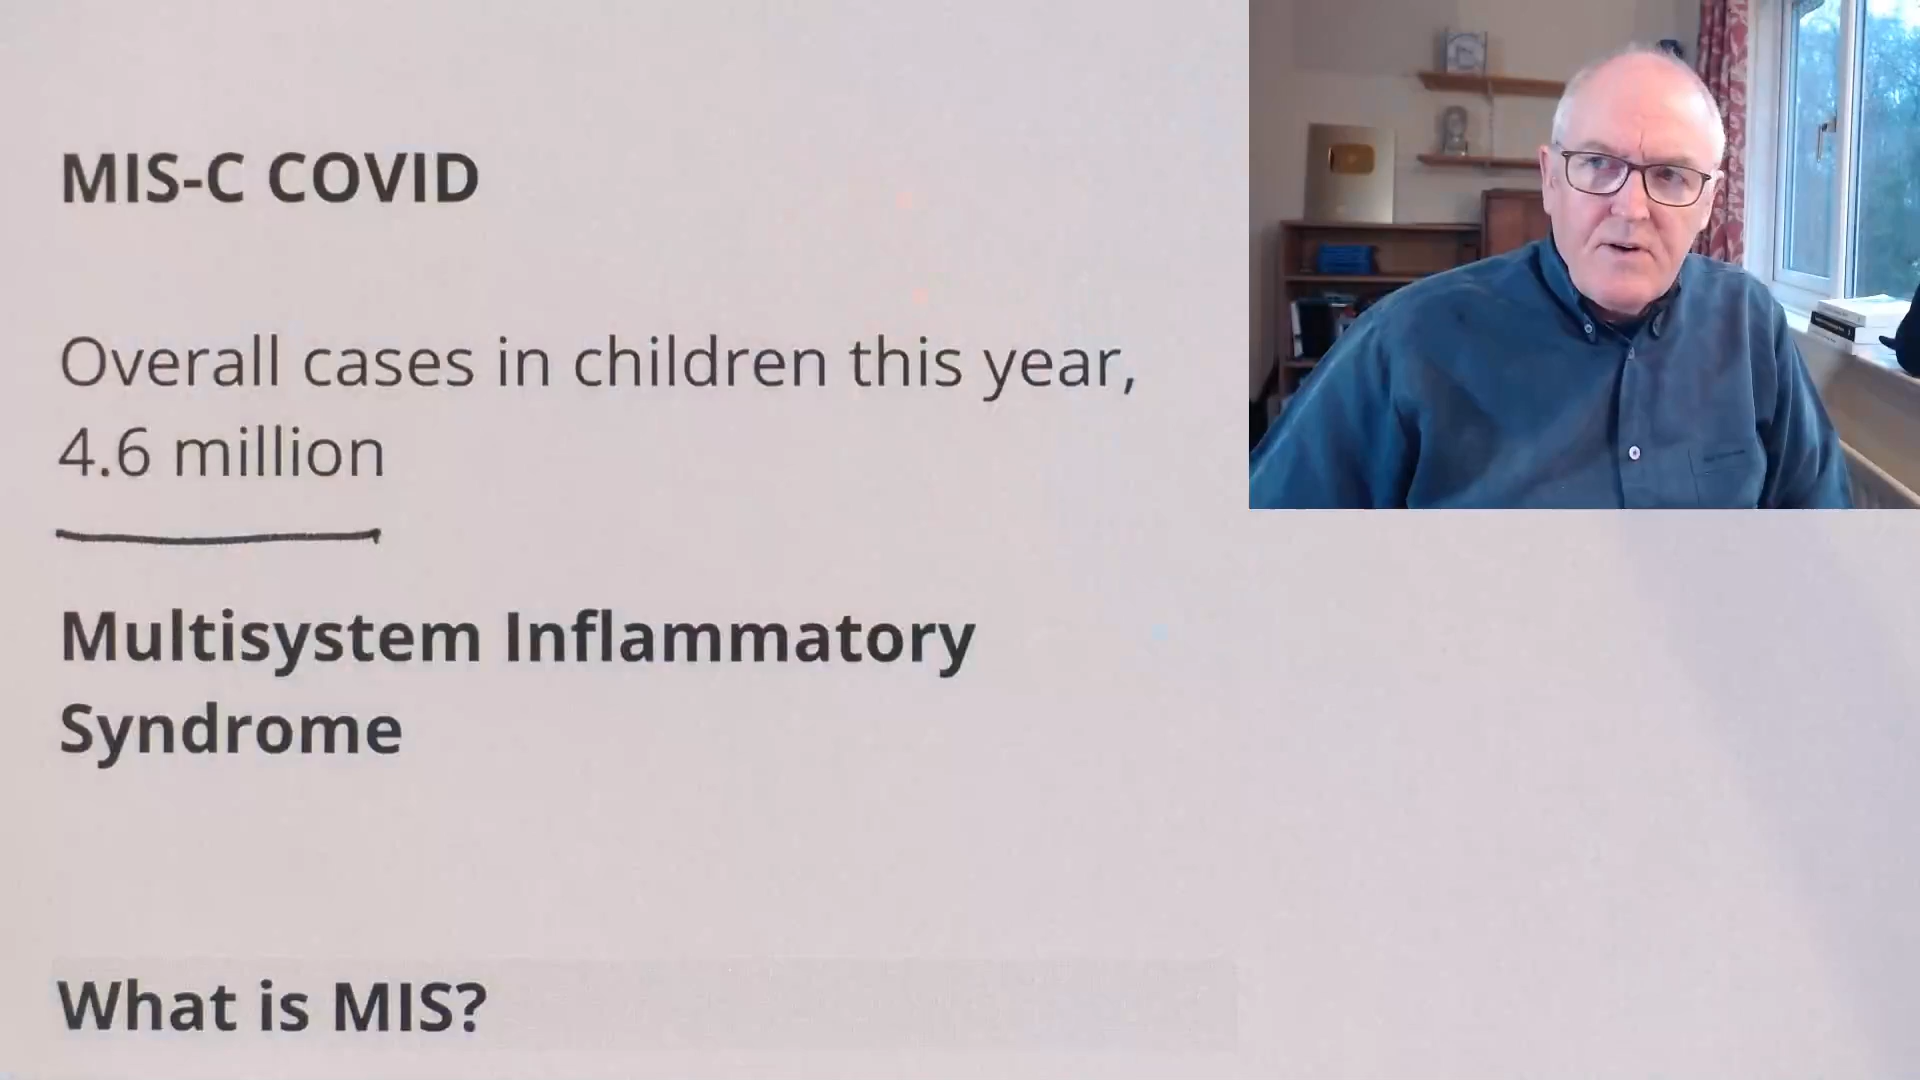 MIS-C COVID
Overall cases in children this year,
4.6 million
Multisystem Inflammatory
Syndrome
What is MIS?